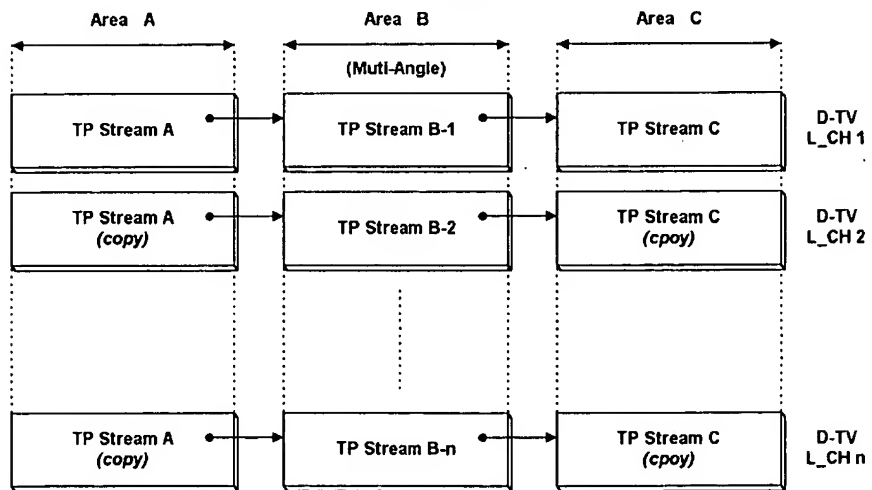 Area A
Area B
Area C
(Muti-Angle)
TP Stream A
TP Stream B-1
TP Stream C
D-TV
L_CH 1
TP Stream A
(copy)
TP Stream B-2
TP Stream C
(cpoy)
D-TV
L_CH 2
TP Stream A
(copy)
TP Stream B-n
TP Stream C
(cpoy)
D-TV
L_CH n